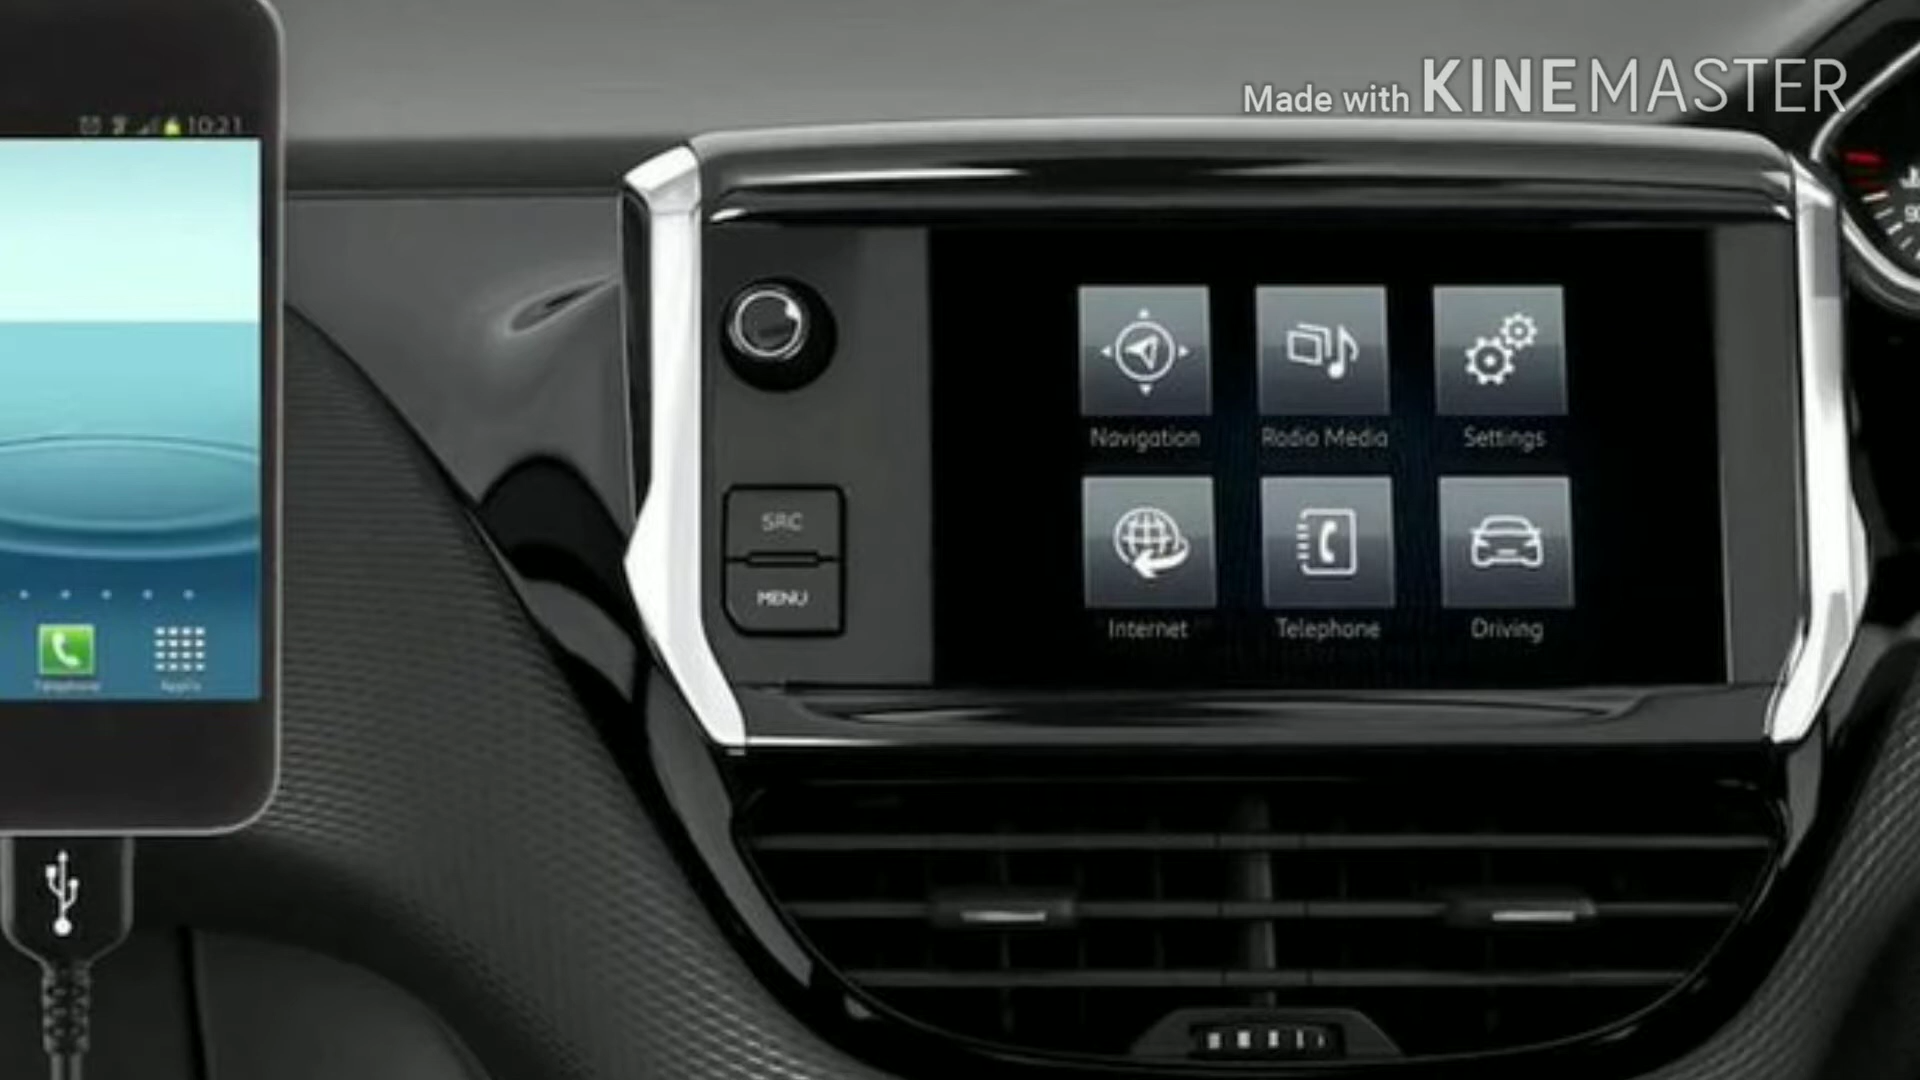 Made with KINEMASTER
10:21
Navigation
Radio Media
Settings
SRC
MENU
Internet
Telephone
Driving